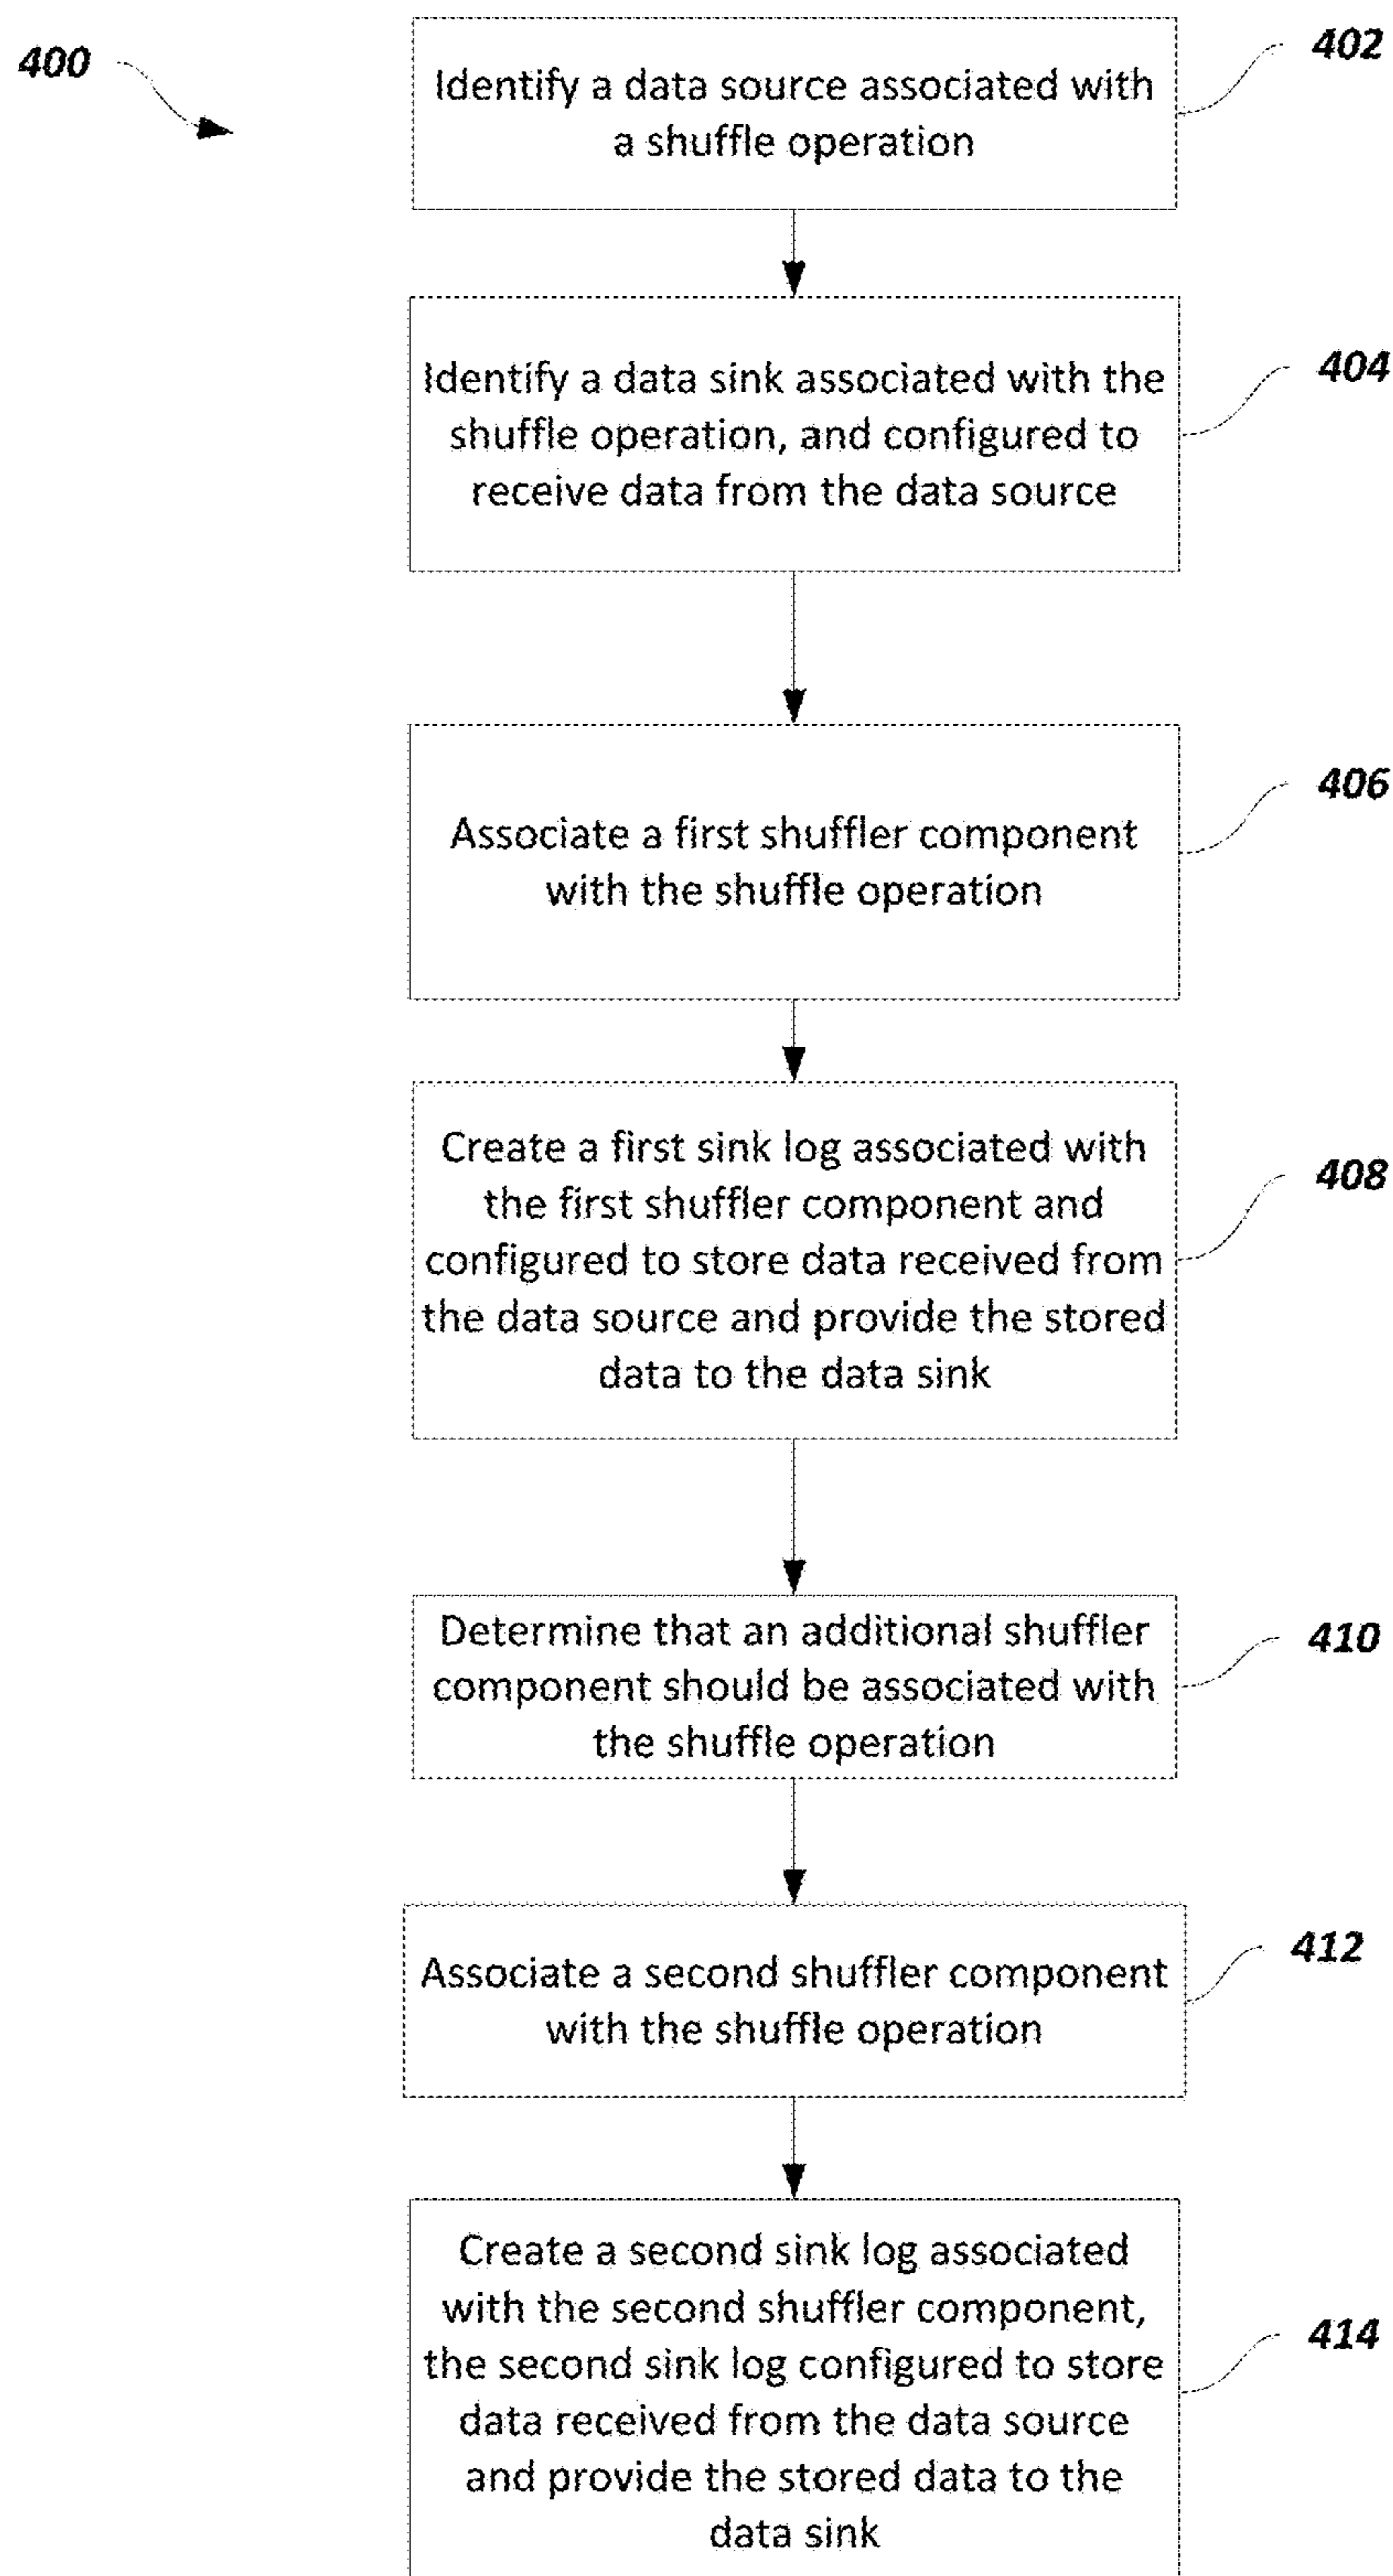 400
402
Identify a data source associated with
a shuffle operation
404
Identify a data sink associated with the
shuffle operation, and configured to
receive data from the data source
406
Associate a first shuffler component
with the shuffle operation
408
Create a first sink log associated with
the first shuffler component and
configured to store data received from
the data source and provide the stored
data to the data sink
410
Determine that an additional shuffler
component should be associated with
the shuffle operation
412
Associate a second shuffler component
with the shuffle operation
414
Create a second sink log associated
with the second shuffler component,
the second sink log configured to store
data received from the data source
and provide the stored data to the
data sink